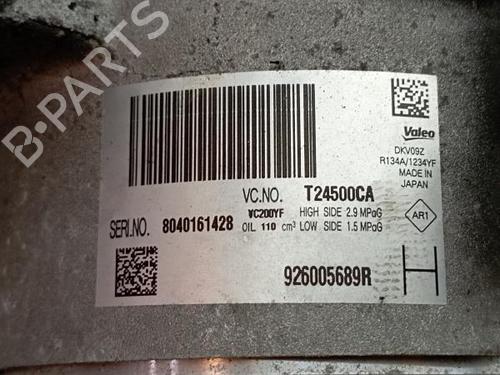 Valeo
DKV09Z
R134A/1234YF
MADE IN
JAPAN
VC.NO. T24500CA
VC200YF HIGH SIDE 2.9 MPaG
SERI.NO. 8040161428 OIL 110 cm³ LOW SIDE 1.5 MPaG
AR1
926005689R H
B-PARTS